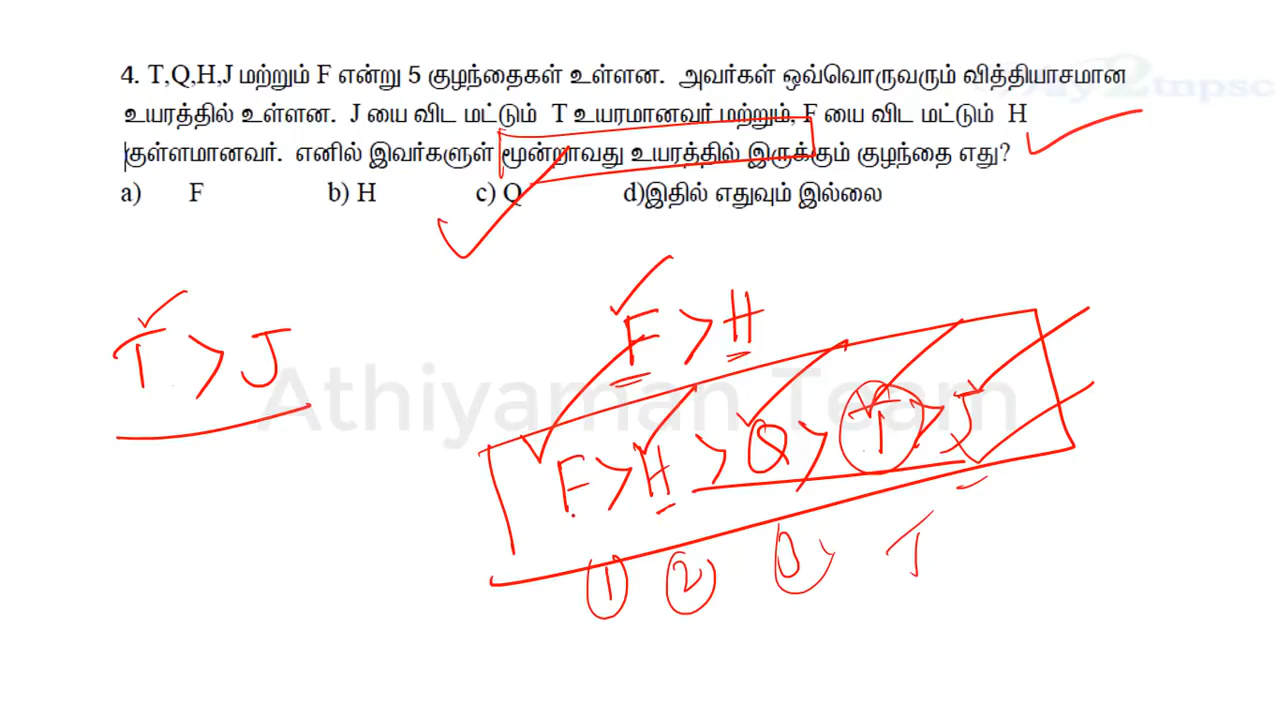 4. T,Q,H,J மற்றும் F என்று 5 குழந்தைகள் உள்ளன. அவர்கள் ஒவ்வொருவரும் வித்தியாசமான
உயரத்தில் உள்ளன. J யை விட மட்டும் T உயரமானவர் மற்றும், F யை விட மட்டும் H
குள்ளமானவர். எனில் இவர்களுள் மூன்றாவது உயரத்தில் இருக்கும் குழந்தை எது?
a) F b) H c) Q d)இதில் எதுவும் இல்லை
F > H
T > J
Athiyaman Team
F > H > Q > T > J
1 2 3 T